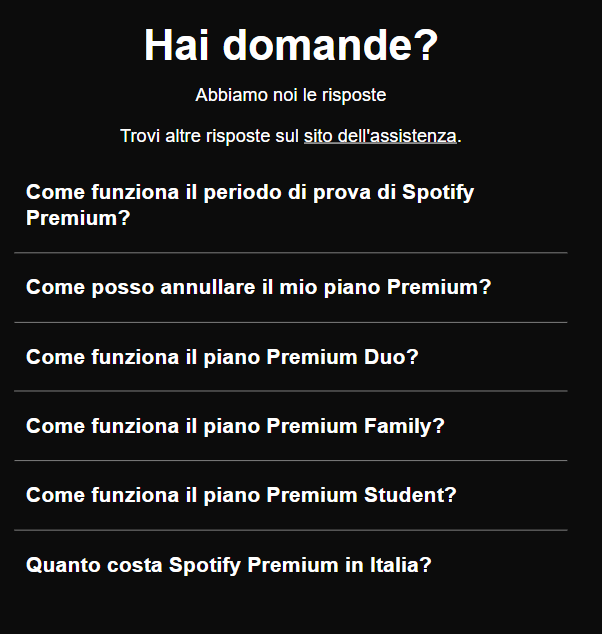 Hai domande?
Abbiamo noi le risposte
Trovi altre risposte sul sito dell'assistenza.
Come funziona il periodo di prova di Spotify
Premium?
Come posso annullare il mio piano Premium?
Come funziona il piano Premium Duo?
Come funziona il piano Premium Family?
Come funziona il piano Premium Student?
Quanto costa Spotify Premium in Italia?